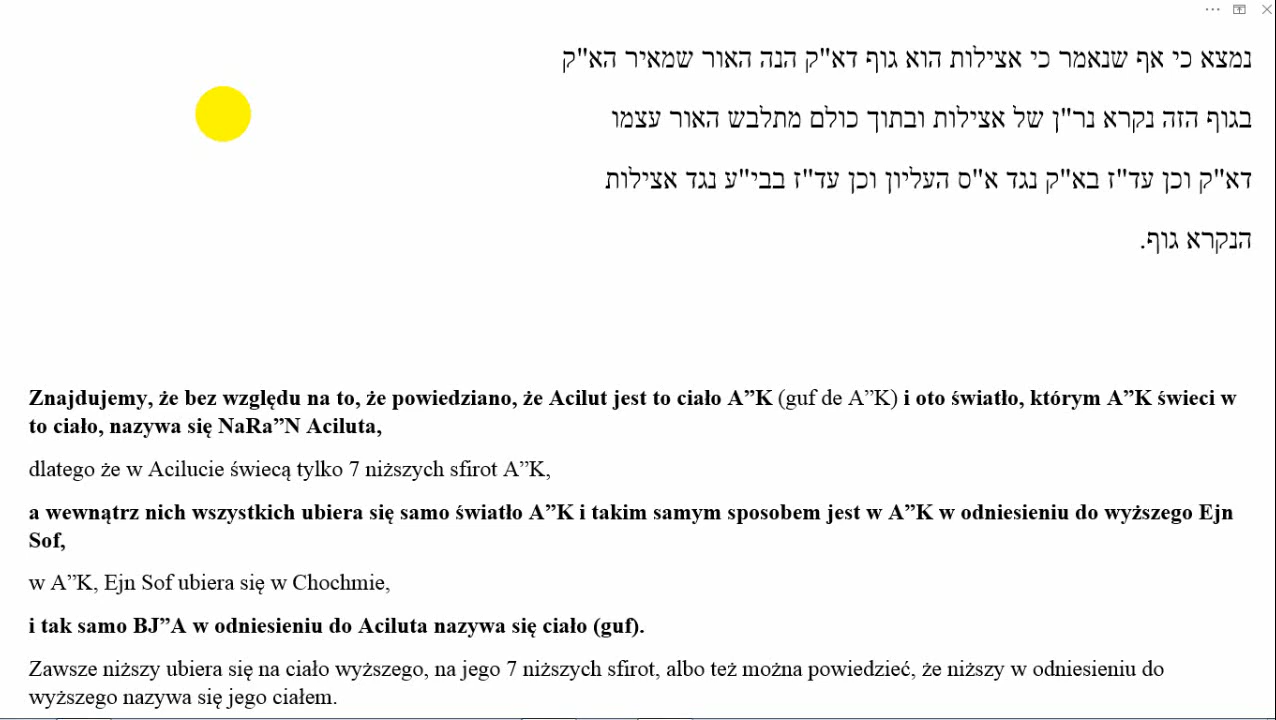 נמצא כי אף שנאמר כי אצילות הוא גוף דא"ק הנה האור שמאיר הא"ק
בגוף הזה נקרא נר"ן של אצילות ובתוך כולם מתלבש האור עצמו
דא"ק וכן עד"ז בא"ק נגד א"ס העליון וכן עד"ז בבי"ע נגד אצילות
הנקרא גוף.
Znajdujemy, że bez względu na to, że powiedziano, że Acilut jest to ciało A”K (guf de A”K) i oto światło, którym A”K świeci w
to ciało, nazywa się NaRa”N Aciluta,
dlatego że w Acilucie świecą tylko 7 niższych sfirot A”K,
a wewnątrz nich wszystkich ubiera się samo światło A”K i takim samym sposobem jest w A”K w odniesieniu do wyższego Ejn
Sof,
w A”K, Ejn Sof ubiera się w Chochmie,
i tak samo BJ”A w odniesieniu do Aciluta nazywa się ciało (guf).
Zawsze niższy ubiera się na ciało wyższego, na jego 7 niższych sfirot, albo też można powiedzieć, że niższy w odniesieniu do
wyższego nazywa się jego ciałem.